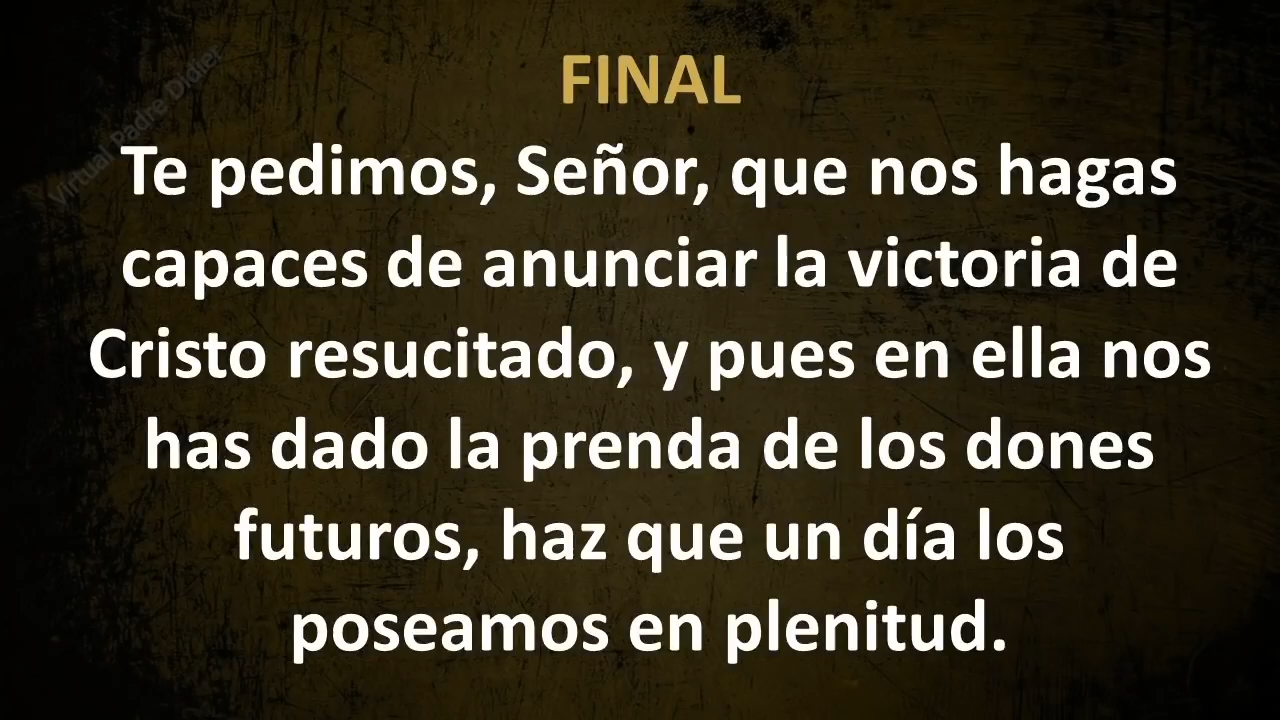 FINAL
Te pedimos, Señor, que nos hagas
capaces de anunciar la victoria de
Cristo resucitado, y pues en ella nos
has dado la prenda de los dones
futuros, haz que un día los
poseamos en plenitud.
Virtual Padre Didier